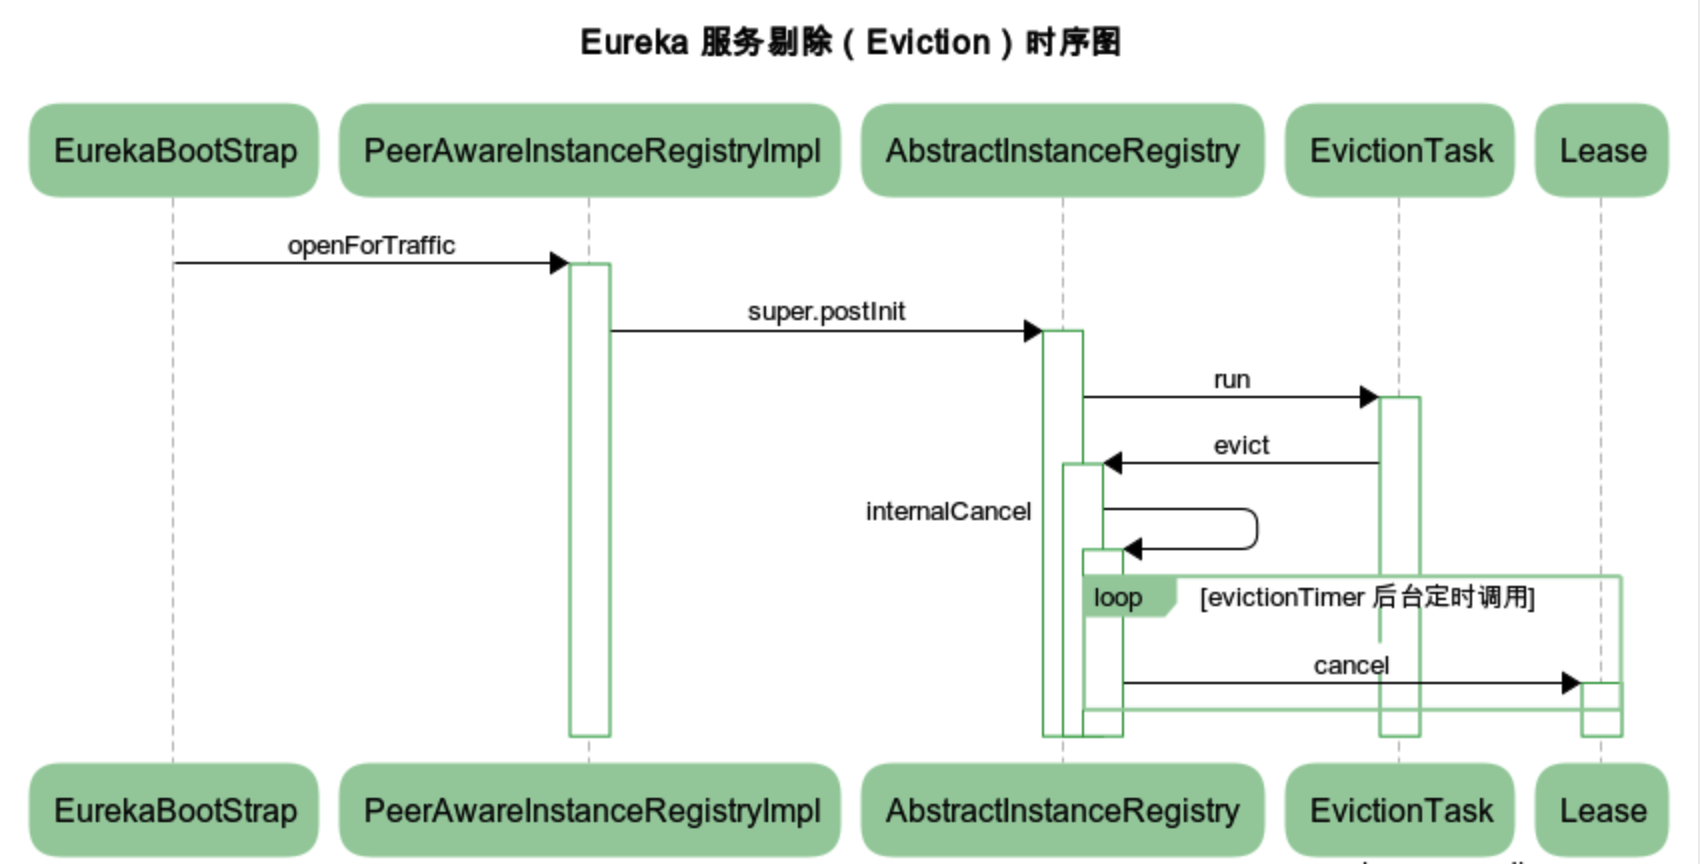 Eureka 服务剔除（Eviction）时序图
EurekaBootStrap
PeerAwareInstanceRegistryImpl
AbstractInstanceRegistry
EvictionTask
Lease
openForTraffic
super.postInit
run
evict
internalCancel
loop
[evictionTimer 后台定时调用]
cancel
EurekaBootStrap
PeerAwareInstanceRegistryImpl
AbstractInstanceRegistry
EvictionTask
Lease